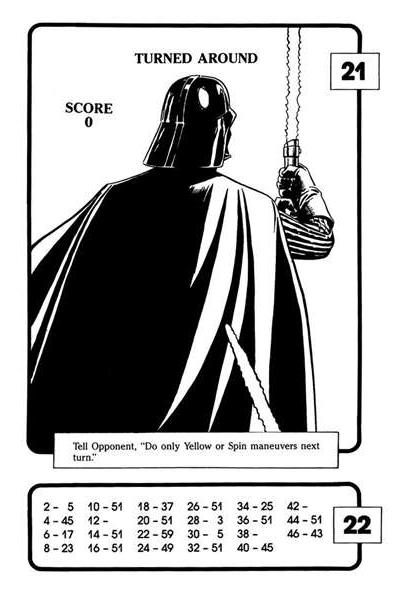 TURNED AROUND
21
SCORE
0
Tell Opponent, “Do only Yellow or Spin maneuvers next
turn.”
2 – 5 10 – 51 18 – 37 26 – 51 34 – 25 42 –
4 – 45 12 – 20 – 51 28 – 3 36 – 51 44 – 51
6 – 17 14 – 51 22 – 59 30 – 5 38 – 46 – 43
8 – 23 16 – 51 24 – 49 32 – 51 40 – 45
22